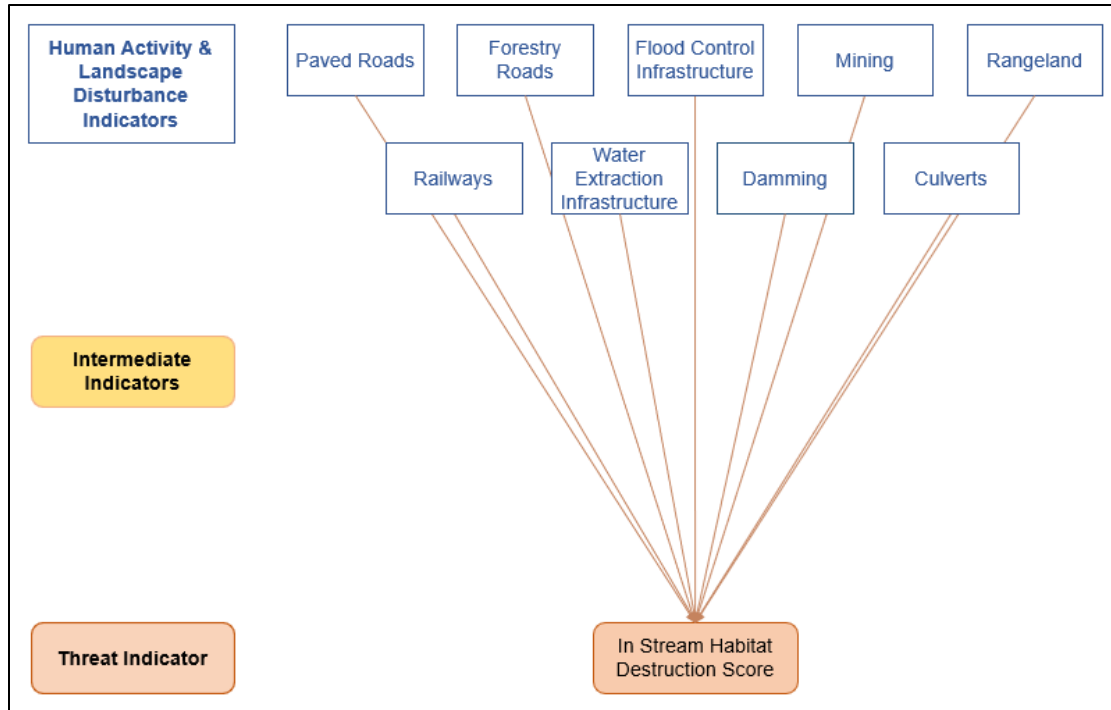 Human Activity &
Landscape
Disturbance
Indicators
Paved Roads
Forestry
Roads
Flood Control
Infrastructure
Mining
Rangeland
Railways
Water
Extraction
Infrastructure
Damming
Culverts
Intermediate
Indicators
Threat Indicator
In Stream Habitat
Destruction Score